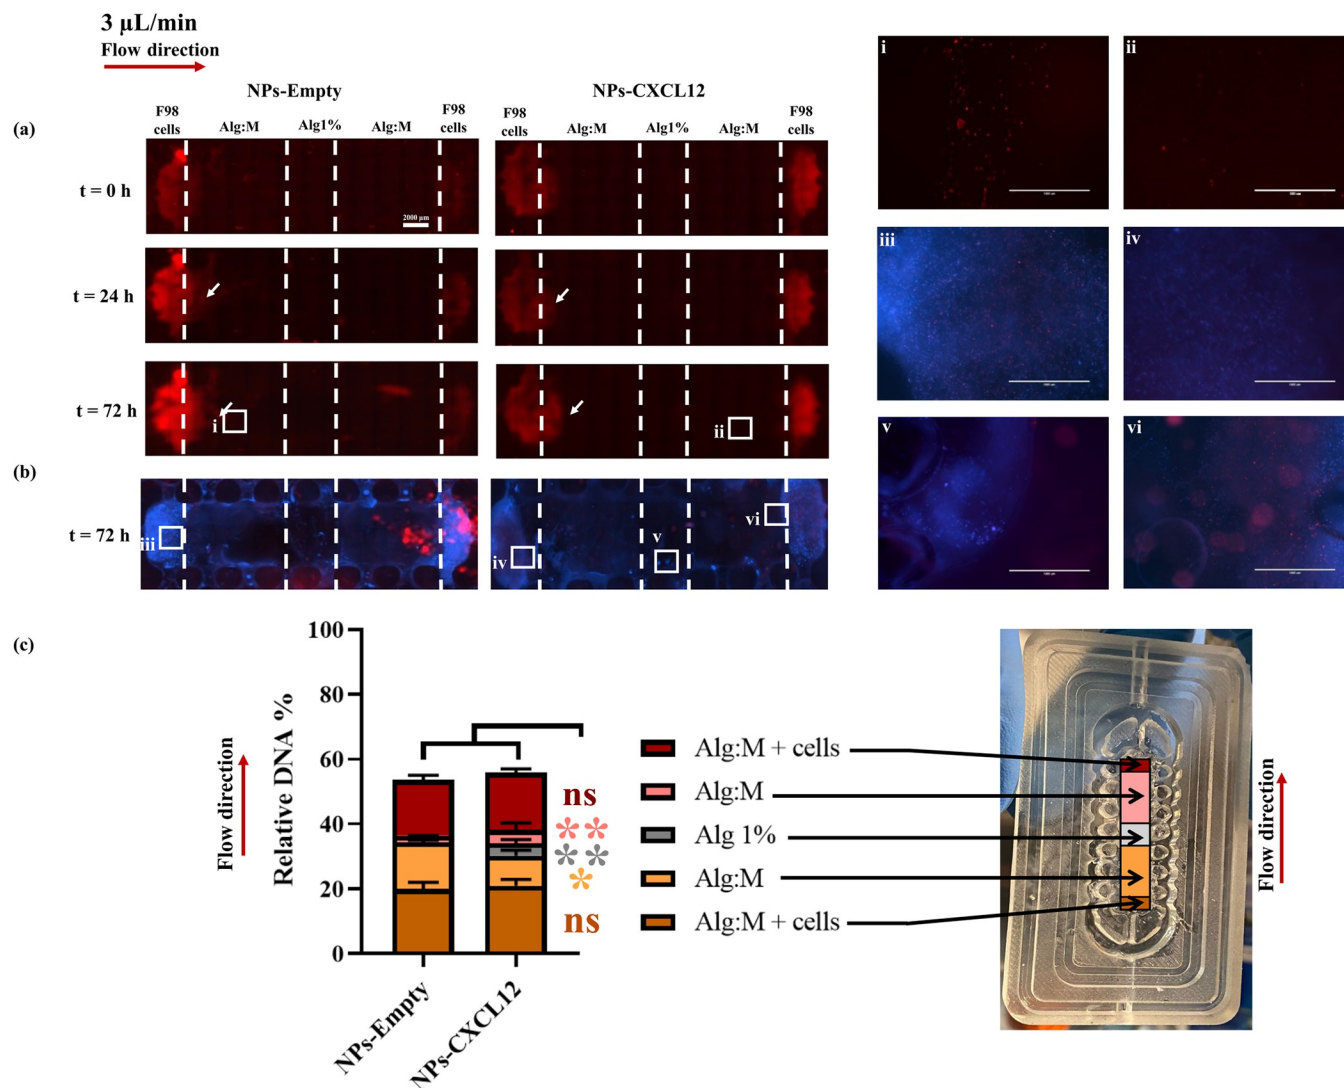 3 µL/min
Flow direction
NPs-Empty
NPs-CXCL12
F98 cells
Alg:M
Alg1%
Alg:M
F98 cells
F98 cells
Alg:M
Alg1%
Alg:M
F98 cells
(a)
t = 0 h
2000 µm
t = 24 h
t = 72 h
i
ii
(b)
t = 72 h
iii
iv
v
vi
i
ii
iii
iv
v
vi
(c)
Flow direction
Relative DNA %
100
80
60
40
20
0
ns
**
**
*
ns
NPs-Empty
NPs-CXCL12
Alg:M + cells
Alg:M
Alg 1%
Alg:M
Alg:M + cells
Flow direction